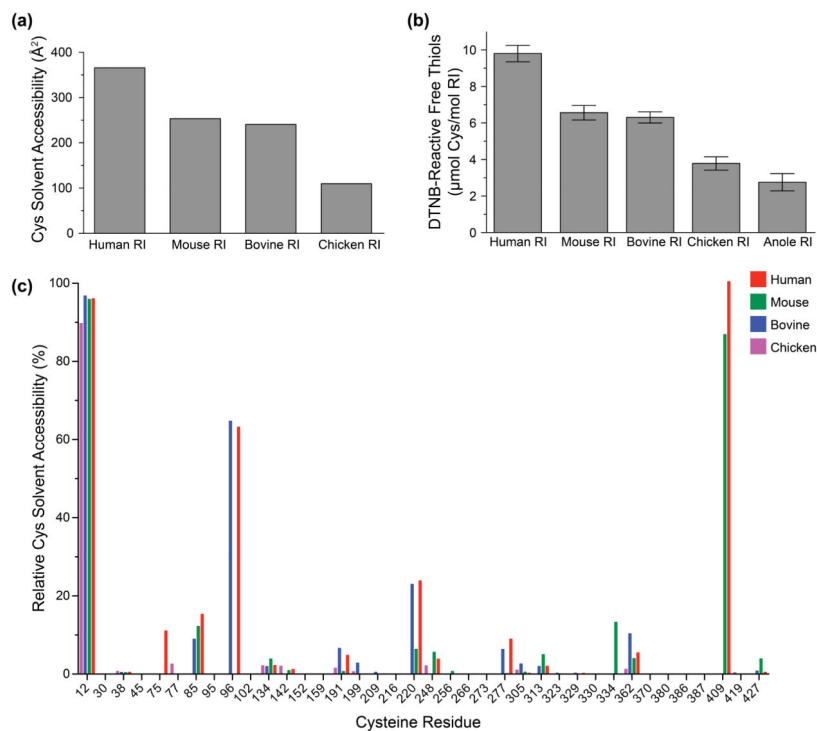 (a)
Cys Solvent Accessibility (Å²)
400
300
200
100
0
Human RI Mouse RI Bovine RI Chicken RI
(b)
DTNB-Reactive Free Thiols
(μmol Cys/mol RI)
10
8
6
4
2
0
Human RI Mouse RI Bovine RI Chicken RI Anole RI
(c)
Relative Cys Solvent Accessibility (%)
100
80
60
40
20
0
Human
Mouse
Bovine
Chicken
12 30 38 45 75 77 85 95 96 102 134 142 152 159 191 199 209 216 220 248 256 266 273 277 305 313 323 329 330 334 362 370 380 386 387 409 419 427
Cysteine Residue